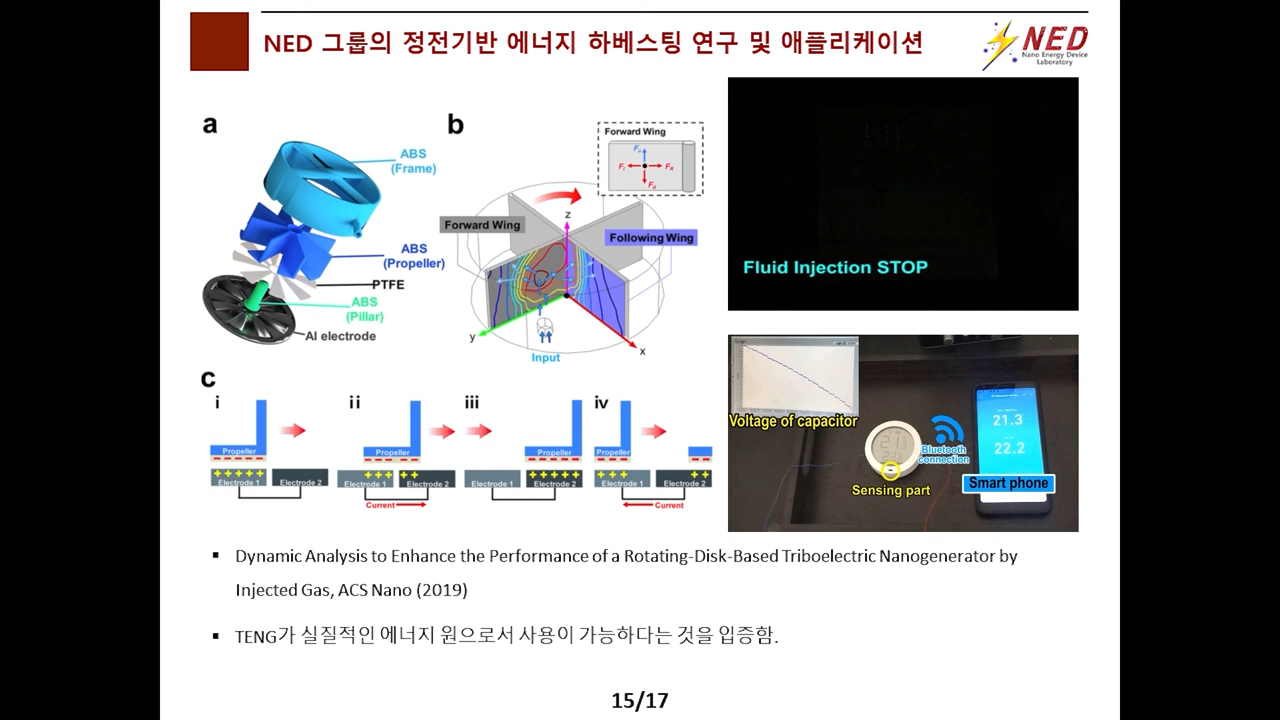 NED 그룹의 정전기반 에너지 하베스팅 연구 및 애플리케이션
NED
Nano Energy Device
Laboratory
a
ABS
(Frame)
ABS
(Propeller)
PTFE
ABS
(Pillar)
Al electrode
b
Forward Wing
Forward Wing
Following Wing
z
y
x
Input
Fluid Injection STOP
c
i
ii
iii
iv
Propeller
Propeller
Propeller
Propeller
Electrode 1
Electrode 2
Electrode 1
Electrode 2
Electrode 1
Electrode 2
Electrode 1
Electrode 2
Current
Current
Voltage of capacitor
Bluetooth
connection
Sensing part
21.3
22.2
Smart phone
Dynamic Analysis to Enhance the Performance of a Rotating-Disk-Based Triboelectric Nanogenerator by
Injected Gas, ACS Nano (2019)
TENG가 실질적인 에너지 원으로서 사용이 가능하다는 것을 입증함.
15/17